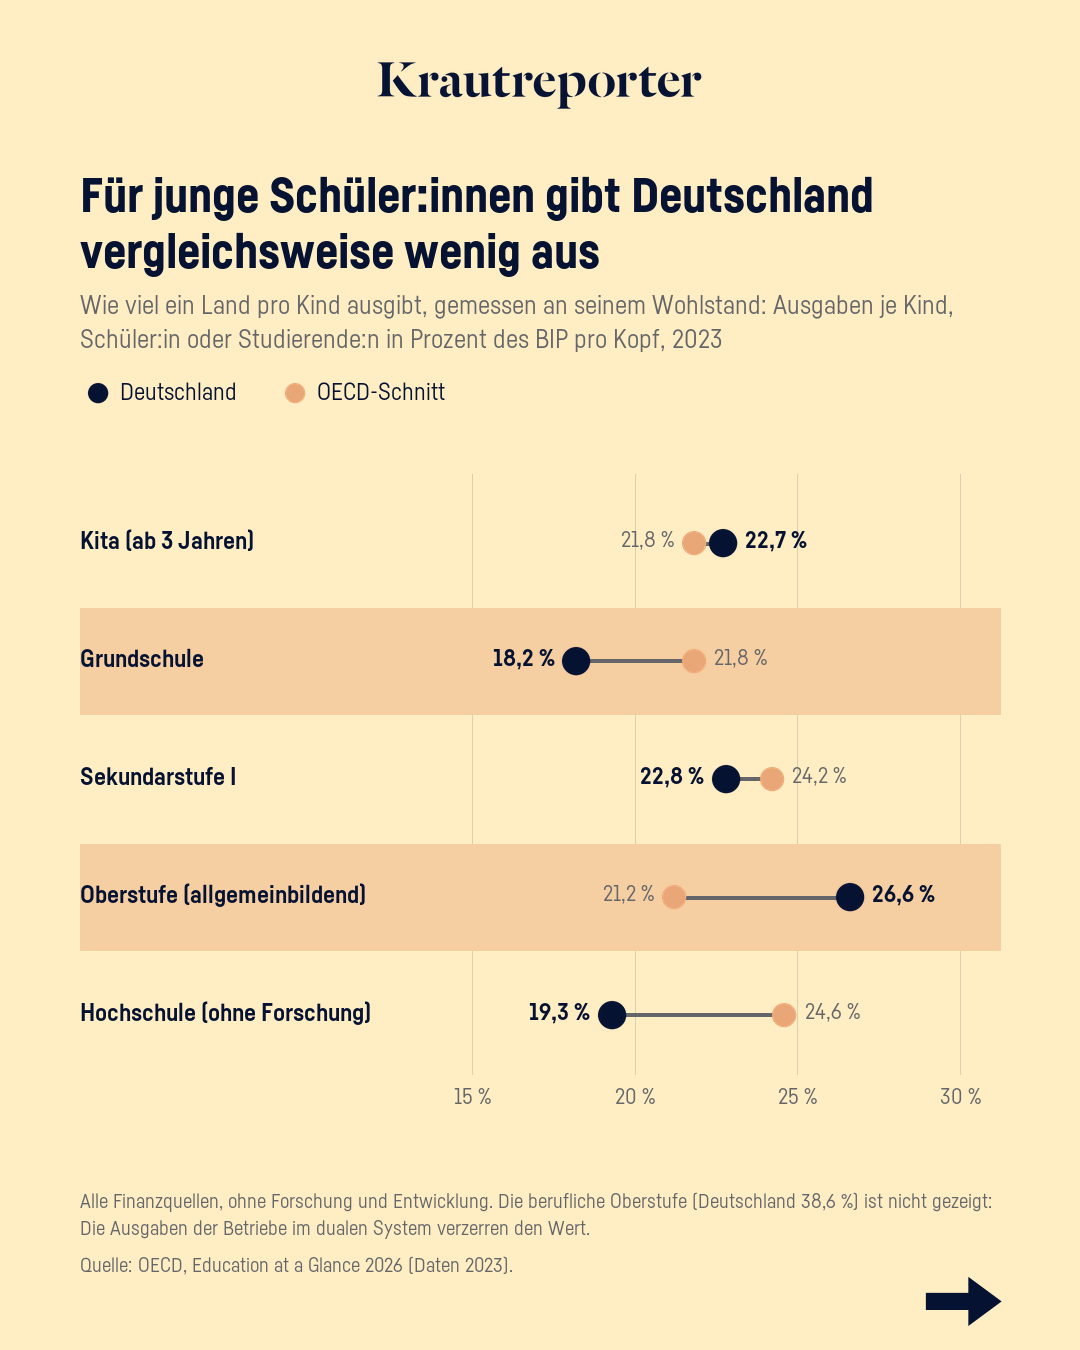 Krautreporter
Für junge Schüler:innen gibt Deutschland
vergleichsweise wenig aus
Wie viel ein Land pro Kind ausgibt, gemessen an seinem Wohlstand: Ausgaben je Kind,
Schüler:in oder Studierende:n in Prozent des BIP pro Kopf, 2023
Deutschland OECD-Schnitt
Kita (ab 3 Jahren) 21,8 % 22,7 %
Grundschule 18,2 % 21,8 %
Sekundarstufe I 22,8 % 24,2 %
Oberstufe (allgemeinbildend) 21,2 % 26,6 %
Hochschule (ohne Forschung) 19,3 % 24,6 %
15 % 20 % 25 % 30 %
Alle Finanzquellen, ohne Forschung und Entwicklung. Die berufliche Oberstufe (Deutschland 38,6 %) ist nicht gezeigt:
Die Ausgaben der Betriebe im dualen System verzerren den Wert.
Quelle: OECD, Education at a Glance 2026 (Daten 2023).